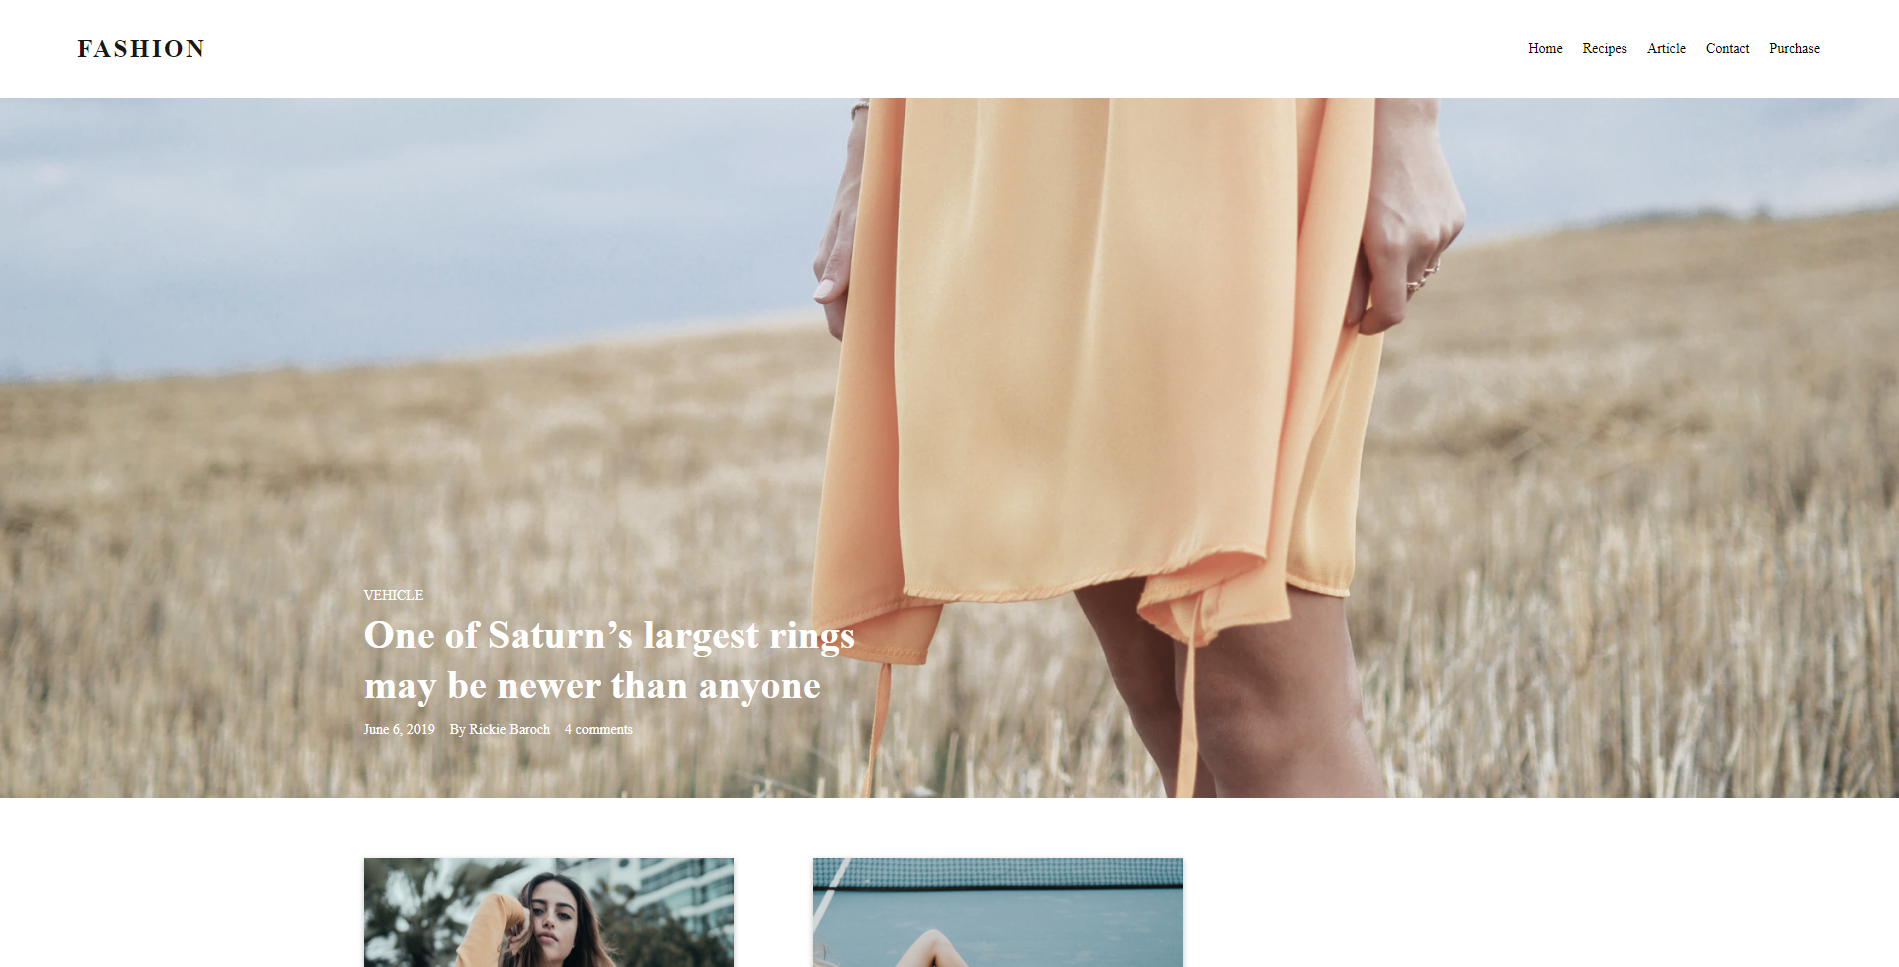 FASHION
Home Recipes Article Contact Purchase
VEHICLE
One of Saturn’s largest rings
may be newer than anyone
June 6, 2019 By Rickie Baroch 4 comments